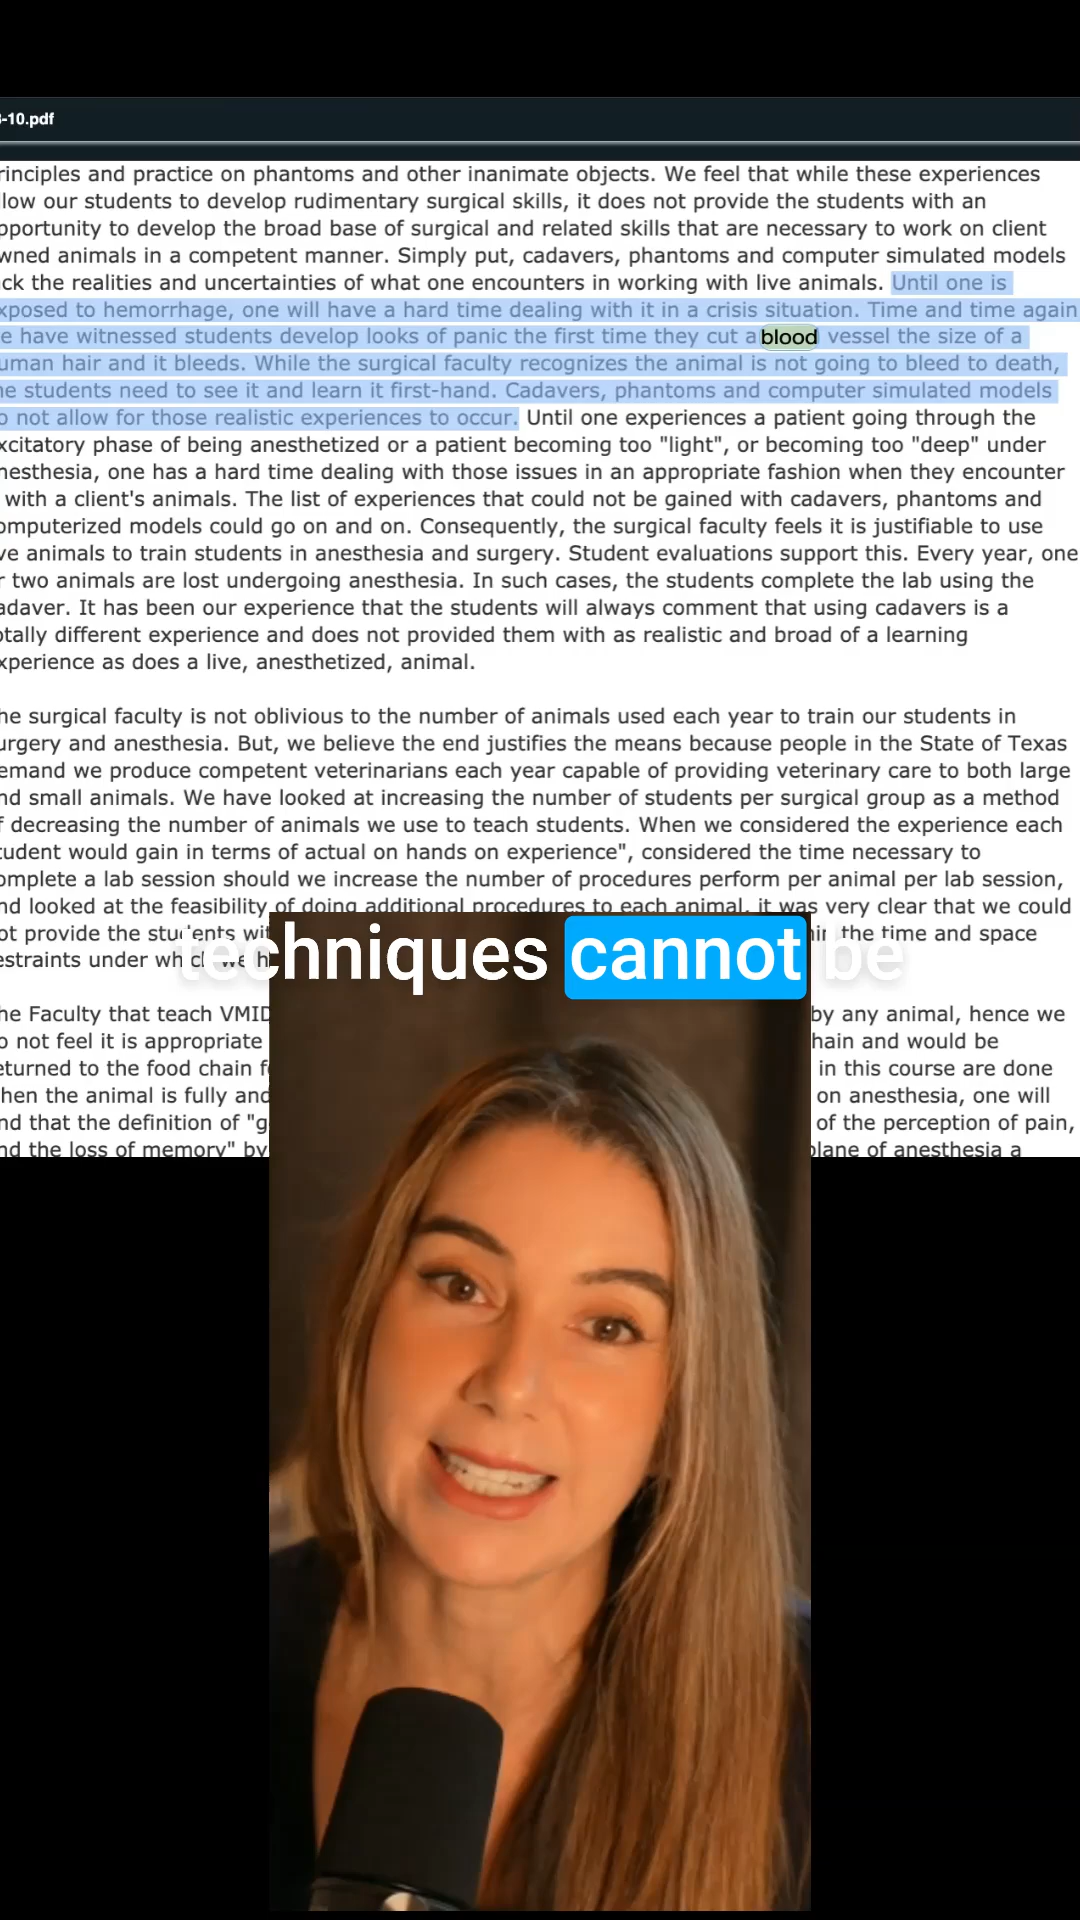 -10.pdf
rinciples and practice on phantoms and other inanimate objects. We feel that while these experiences
llow our students to develop rudimentary surgical skills, it does not provide the students with an
pportunity to develop the broad base of surgical and related skills that are necessary to work on client
wned animals in a competent manner. Simply put, cadavers, phantoms and computer simulated models
ck the realities and uncertainties of what one encounters in working with live animals. Until one is
xposed to hemorrhage, one will have a hard time dealing with it in a crisis situation. Time and time again
e have witnessed students develop looks of panic the first time they cut a blood vessel the size of a
uman hair and it bleeds. While the surgical faculty recognizes the animal is not going to bleed to death,
he students need to see it and learn it first-hand. Cadavers, phantoms and computer simulated models
o not allow for those realistic experiences to occur. Until one experiences a patient going through the
xcitatory phase of being anesthetized or a patient becoming too "light", or becoming too "deep" under
nesthesia, one has a hard time dealing with those issues in an appropriate fashion when they encounter
with a client's animals. The list of experiences that could not be gained with cadavers, phantoms and
omputerized models could go on and on. Consequently, the surgical faculty feels it is justifiable to use
ve animals to train students in anesthesia and surgery. Student evaluations support this. Every year, one
r two animals are lost undergoing anesthesia. In such cases, the students complete the lab using the
adaver. It has been our experience that the students will always comment that using cadavers is a
otally different experience and does not provided them with as realistic and broad of a learning
xperience as does a live, anesthetized, animal.
he surgical faculty is not oblivious to the number of animals used each year to train our students in
urgery and anesthesia. But, we believe the end justifies the means because people in the State of Texas
emand we produce competent veterinarians each year capable of providing veterinary care to both large
nd small animals. We have looked at increasing the number of students per surgical group as a method
f decreasing the number of animals we use to teach students. When we considered the experience each
tudent would gain in terms of actual on hands on experience", considered the time necessary to
omplete a lab session should we increase the number of procedures perform per animal per lab session,
nd looked at the feasibility of doing additional procedures to each animal, it was very clear that we could
ot provide the students wit the time and space
estraints under which we h
techniques cannot be
he Faculty that teach VMID by any animal, hence we
o not feel it is appropriate hain and would be
eturned to the food chain f in this course are done
hen the animal is fully and on anesthesia, one will
nd that the definition of "g of the perception of pain,
nd the loss of memory" by plane of anesthesia a